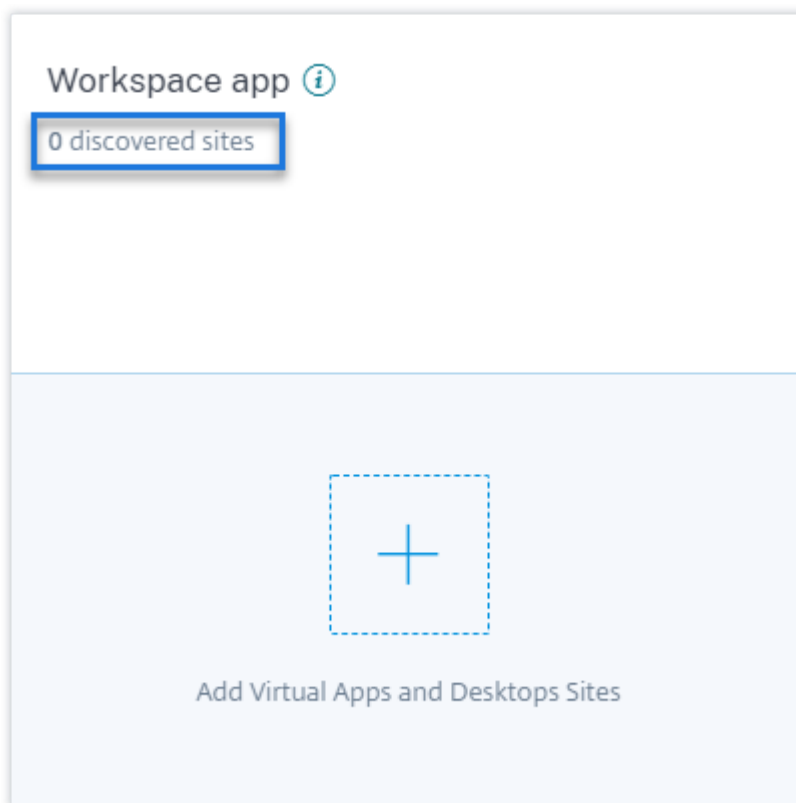 Workspace app
0 discovered sites
Add Virtual Apps and Desktops Sites